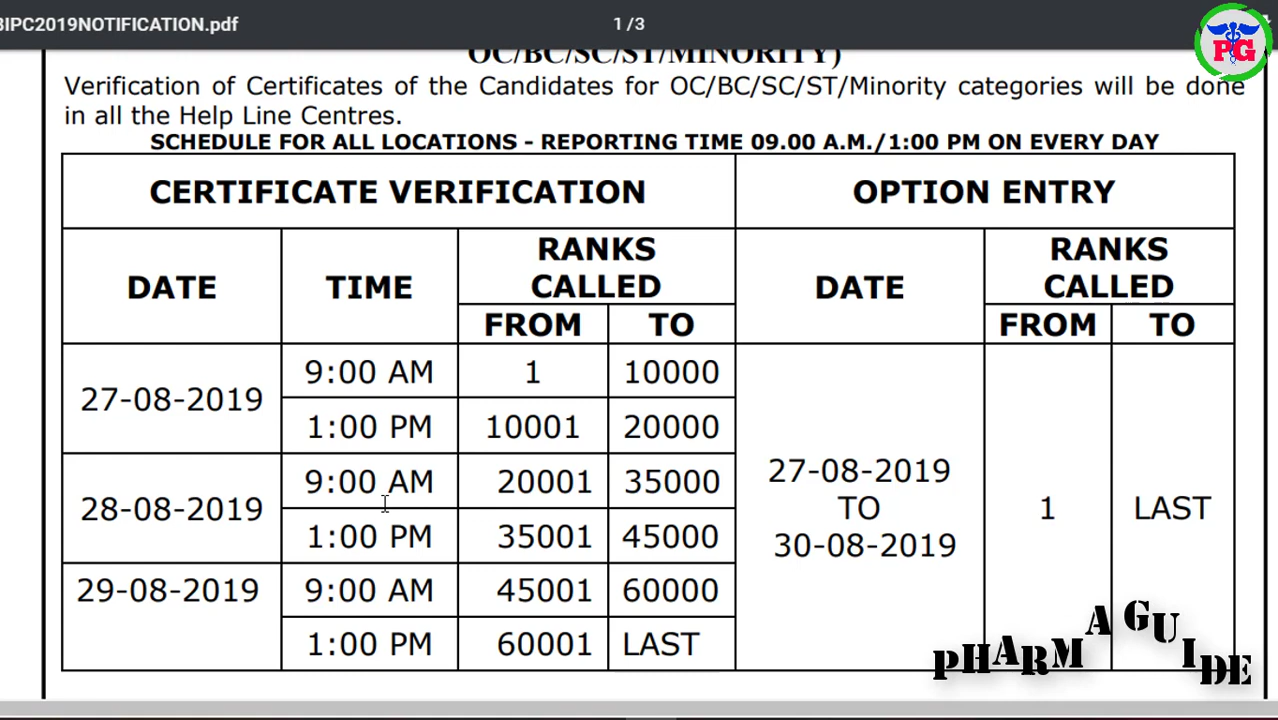 BIPC2019NOTIFICATION.pdf
1/3
PG
OC/BC/SC/ST/MINORITY)
Verification of Certificates of the Candidates for OC/BC/SC/ST/Minority categories will be done
in all the Help Line Centres.
SCHEDULE FOR ALL LOCATIONS - REPORTING TIME 09.00 A.M./1:00 PM ON EVERY DAY
CERTIFICATE VERIFICATION OPTION ENTRY
DATE TIME RANKS CALLED DATE RANKS CALLED
FROM TO FROM TO
27-08-2019 9:00 AM 1 10000
1:00 PM 10001 20000
28-08-2019 9:00 AM 20001 35000
1:00 PM 35001 45000
29-08-2019 9:00 AM 45001 60000
1:00 PM 60001 LAST
27-08-2019
TO
30-08-2019
1 LAST
PHARMA GUIDE